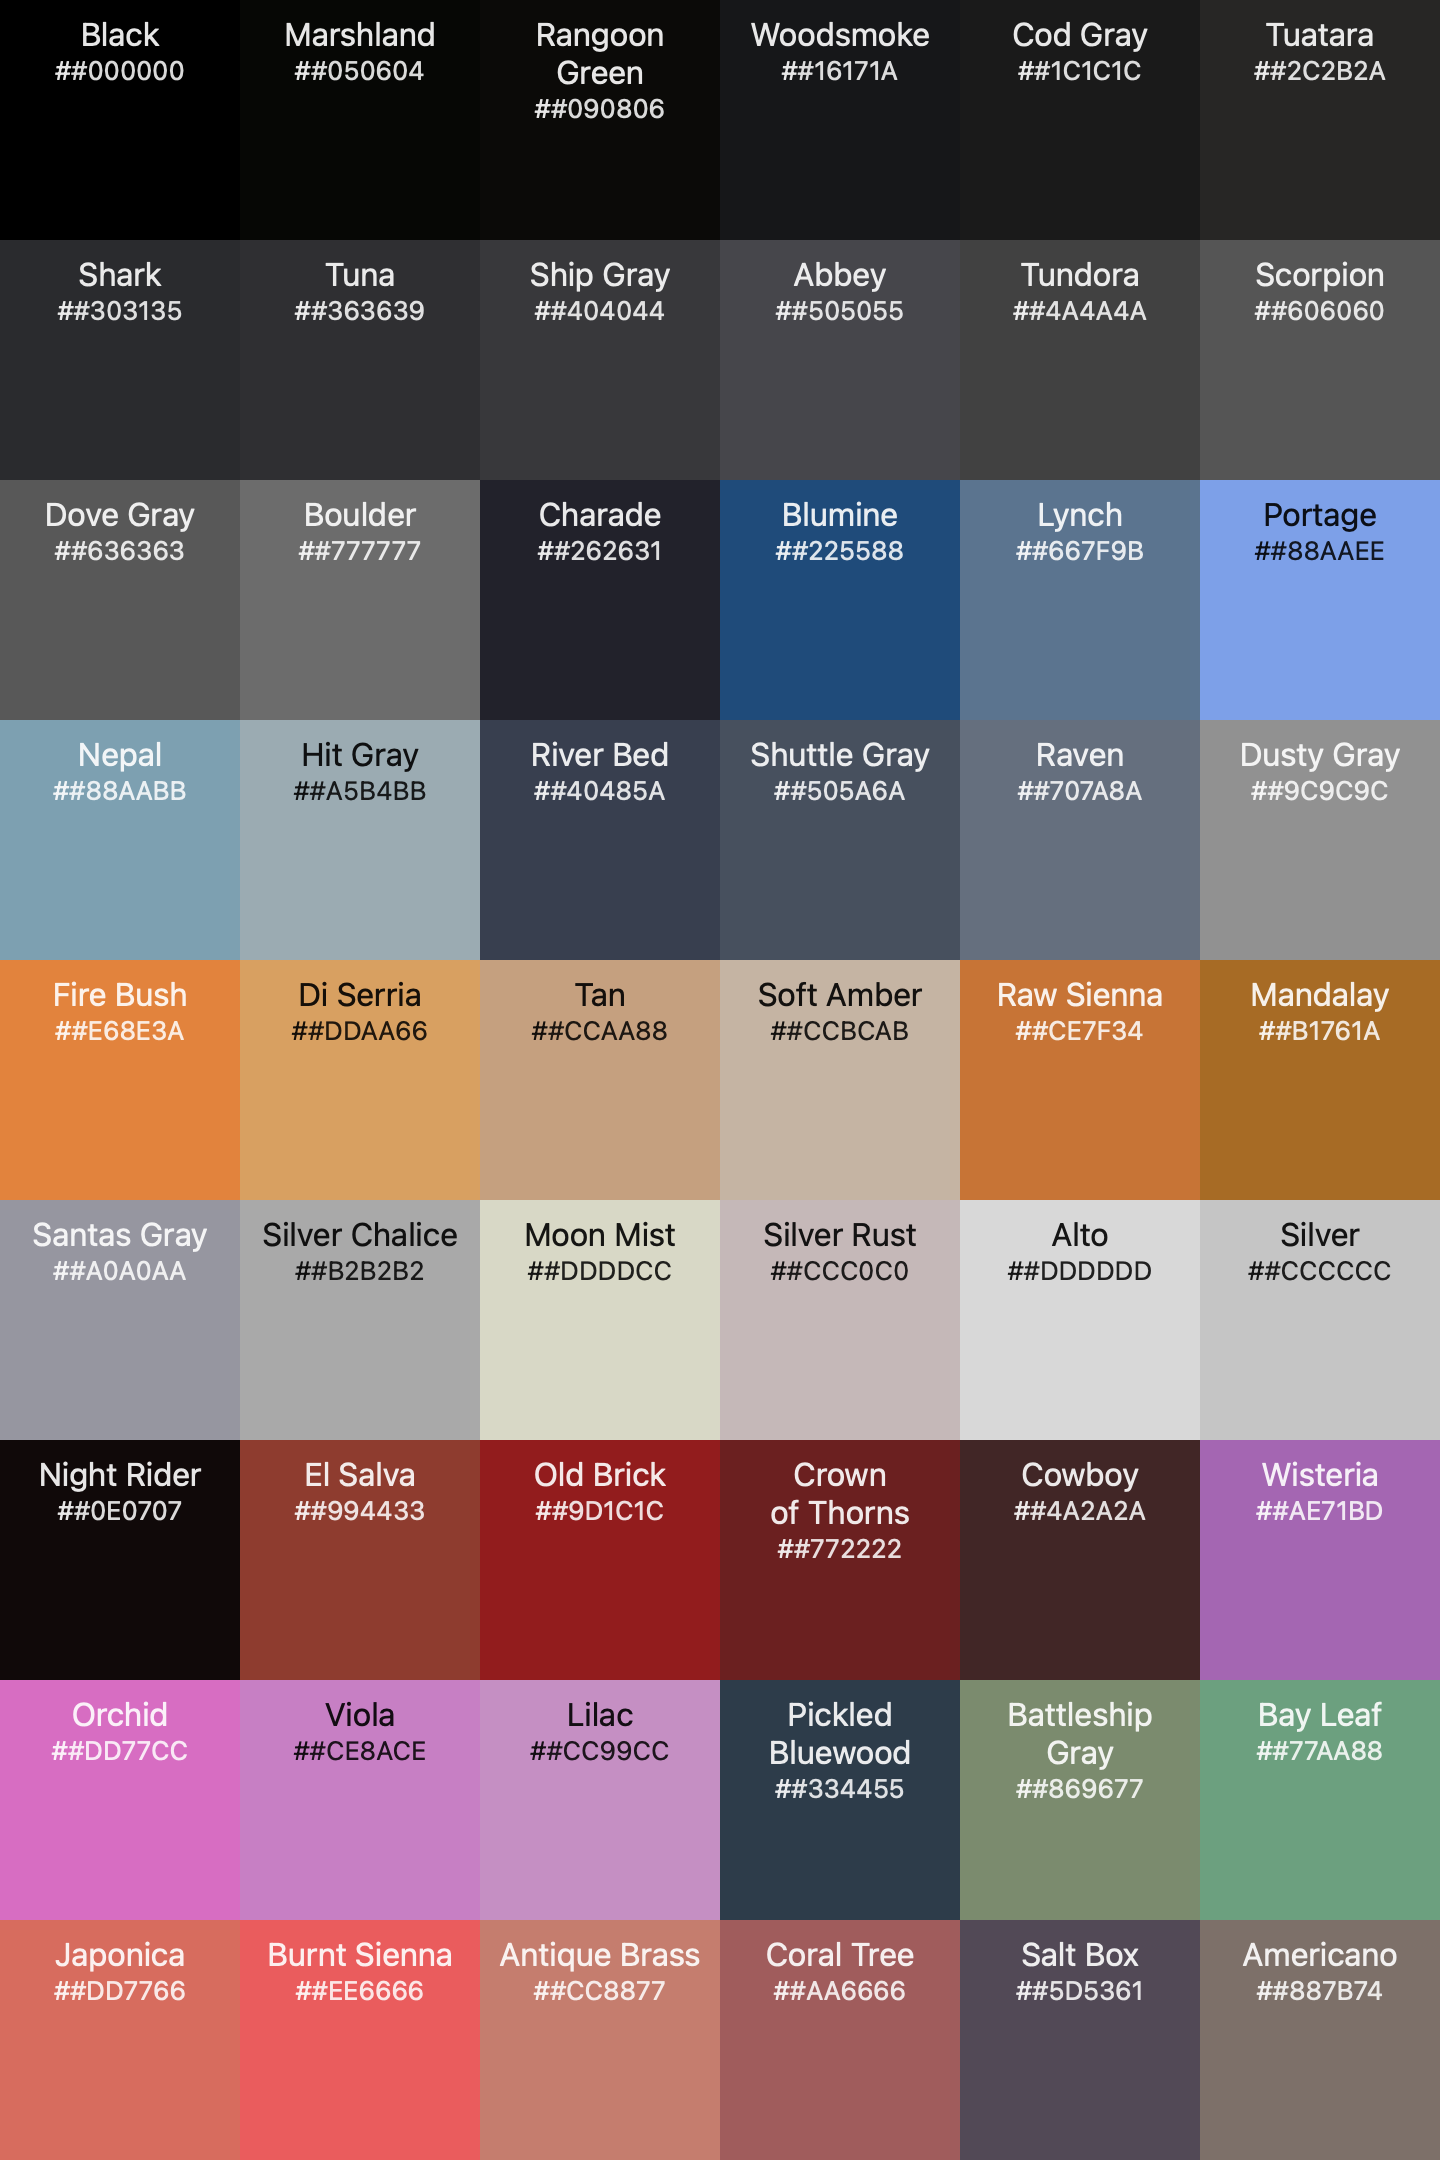 Black
##000000
Marshland
##050604
Rangoon
Green
##090806
Woodsmoke
##16171A
Cod Gray
##1C1C1C
Tuatara
##2C2B2A
Shark
##303135
Tuna
##363639
Ship Gray
##404044
Abbey
##505055
Tundora
##4A4A4A
Scorpion
##606060
Dove Gray
##636363
Boulder
##777777
Charade
##262631
Blumine
##225588
Lynch
##667F9B
Portage
##88AAEE
Nepal
##88AABB
Hit Gray
##A5B4BB
River Bed
##40485A
Shuttle Gray
##505A6A
Raven
##707A8A
Dusty Gray
##9C9C9C
Fire Bush
##E68E3A
Di Serria
##DDAA66
Tan
##CCAA88
Soft Amber
##CCBCAB
Raw Sienna
##CE7F34
Mandalay
##B1761A
Santas Gray
##A0A0AA
Silver Chalice
##B2B2B2
Moon Mist
##DDDDCC
Silver Rust
##CCC0C0
Alto
##DDDDDD
Silver
##CCCCCC
Night Rider
##0E0707
El Salva
##994433
Old Brick
##9D1C1C
Crown
of Thorns
##772222
Cowboy
##4A2A2A
Wisteria
##AE71BD
Orchid
##DD77CC
Viola
##CE8ACE
Lilac
##CC99CC
Pickled
Bluewood
##334455
Battleship
Gray
##869677
Bay Leaf
##77AA88
Japonica
##DD7766
Burnt Sienna
##EE6666
Antique Brass
##CC8877
Coral Tree
##AA6666
Salt Box
##5D5361
Americano
##887B74